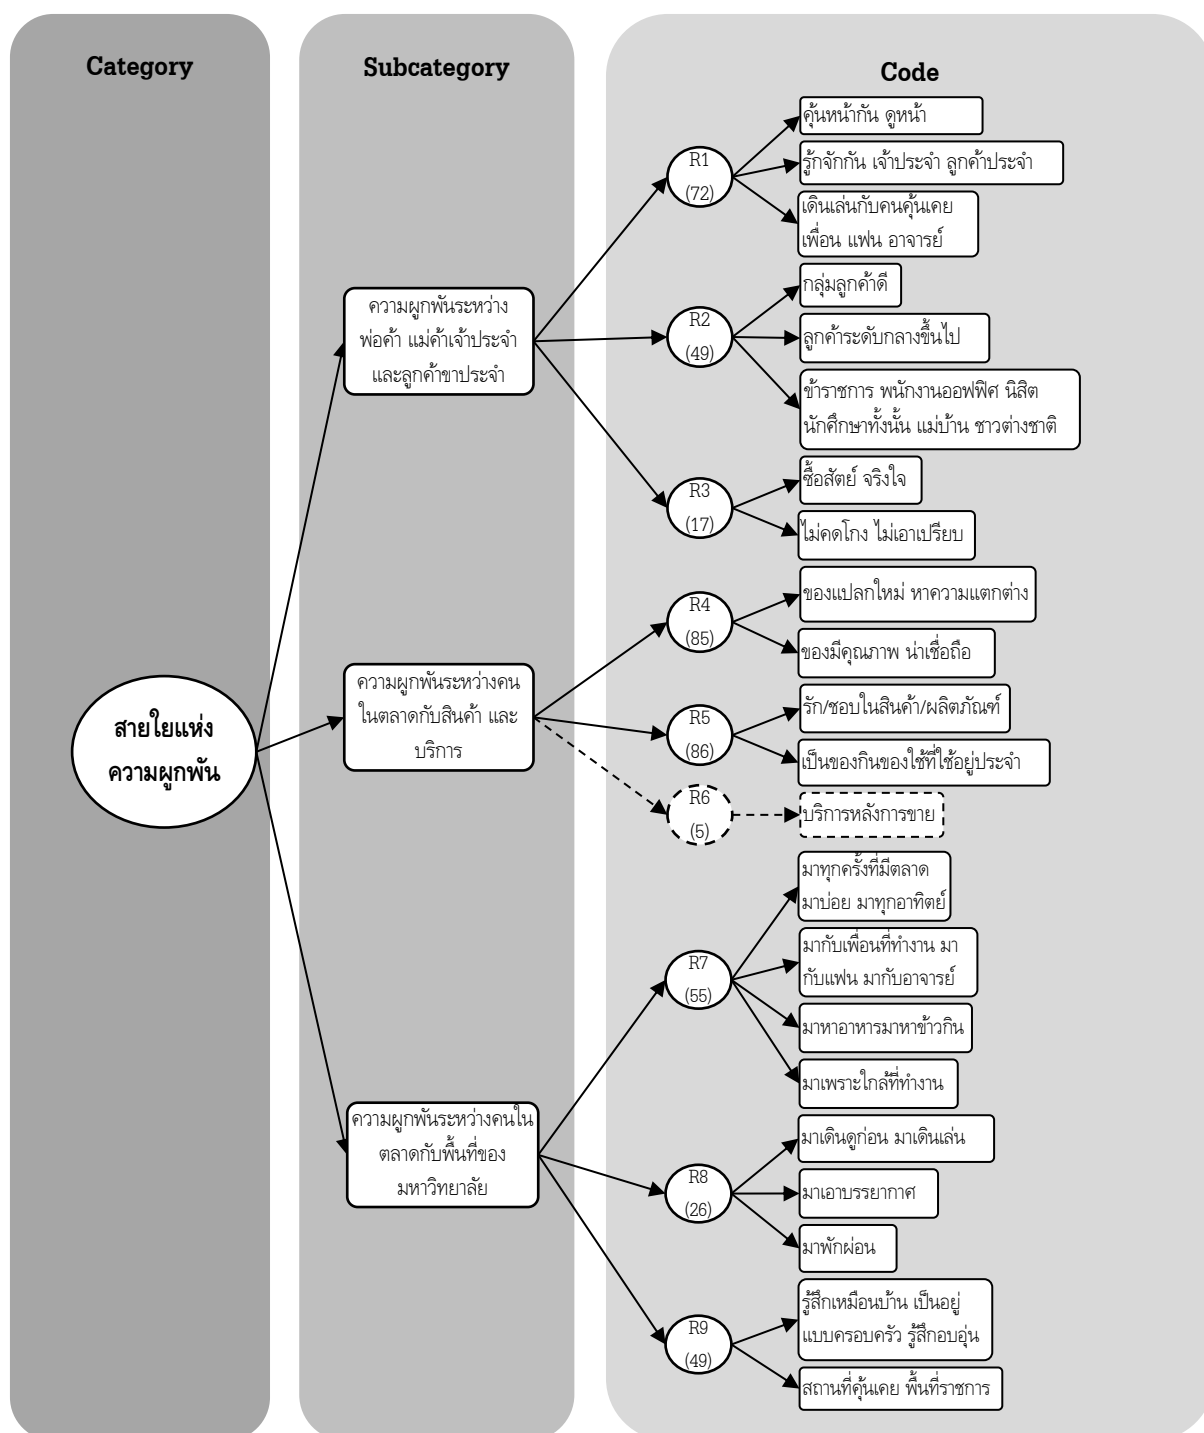 Category
Subcategory
Code
สายใยแห่ง
ความผูกพัน
ความผูกพันระหว่าง
พ่อค้า แม่ค้าเจ้าประจำ
และลูกค้าขาประจำ
R1
(72)
คุ้นหน้ากัน ดูหน้า
รู้กจักกัน เจ้าประจำ ลูกค้าประจำ
เดินเล่นกับคนคุ้นเคย
เพื่อน แฟน อาจารย์
R2
(49)
กลุ่มลูกค้าดี
ลูกค้าระดับกลางขึ้นไป
ข้าราชการ พนักงานออฟฟิศ นิสิต
นักศึกษาทั้งนั้น แม่บ้าน ชาวต่างชาติ
R3
(17)
ซื้อสัตย์ จริงใจ
ไม่คดโกง ไม่เอาเปรียบ
ความผูกพันระหว่างคน
ในตลาดกับสินค้า และ
บริการ
R4
(85)
ของแปลกใหม่ หาความแตกต่าง
ของมีคุณภาพ น่าเชื่อถือ
R5
(86)
รัก/ชอบในสินค้า/ผลิตภัณฑ์
เป็นของกินของใช้ที่ใช้อยู่ประจำ
R6
(5)
บริการหลังการขาย
ความผูกพันระหว่างคนใน
ตลาดกับพื้นที่ของ
มหาวิทยาลัย
R7
(55)
มาทุกครั้งที่มีตลาด
มาบ่อย มาทุกอาทิตย์
มากับเพื่อนที่ทำงาน มา
กับแฟน มากับอาจารย์
มาหาอาหารมาหาข้าวกิน
มาเพราะใกล้ที่ทำงาน
R8
(26)
มาเดินดูก่อน มาเดินเล่น
มาเอาบรรยากาศ
มาพักผ่อน
R9
(49)
รู้สึกเหมือนบ้าน เป็นอยู่
แบบครอบครัว รู้สึกอบอุ่น
สถานที่คุ้นเคย พื้นที่ราชการ